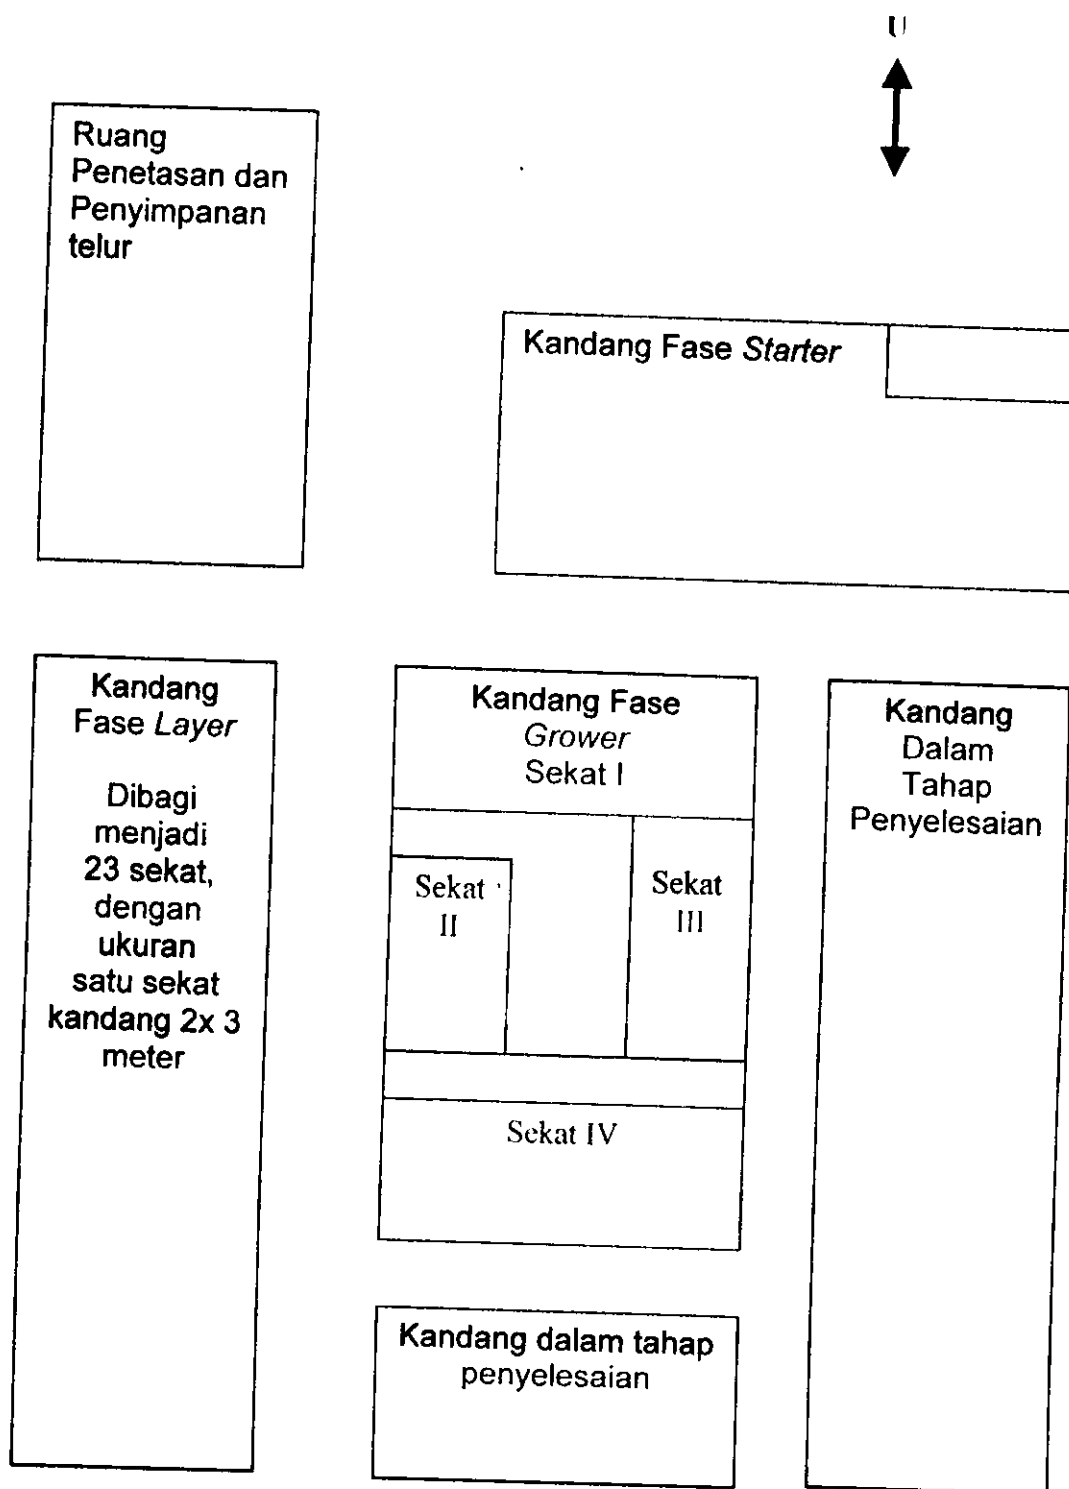 U
Ruang
Penetasan dan
Penyimpanan
telur
Kandang Fase Starter
Kandang
Fase Layer
Dibagi
menjadi
23 sekat,
dengan
ukuran
satu sekat
kandang 2x 3
meter
Kandang Fase
Grower
Sekat I
Sekat
II
Sekat
III
Sekat IV
Kandang
Dalam
Tahap
Penyelesaian
Kandang dalam tahap
penyelesaian